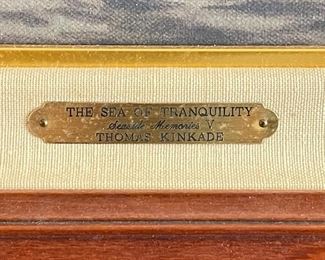 THE SEA OF TRANQUILITY
Seaside Memories V
THOMAS KINKADE